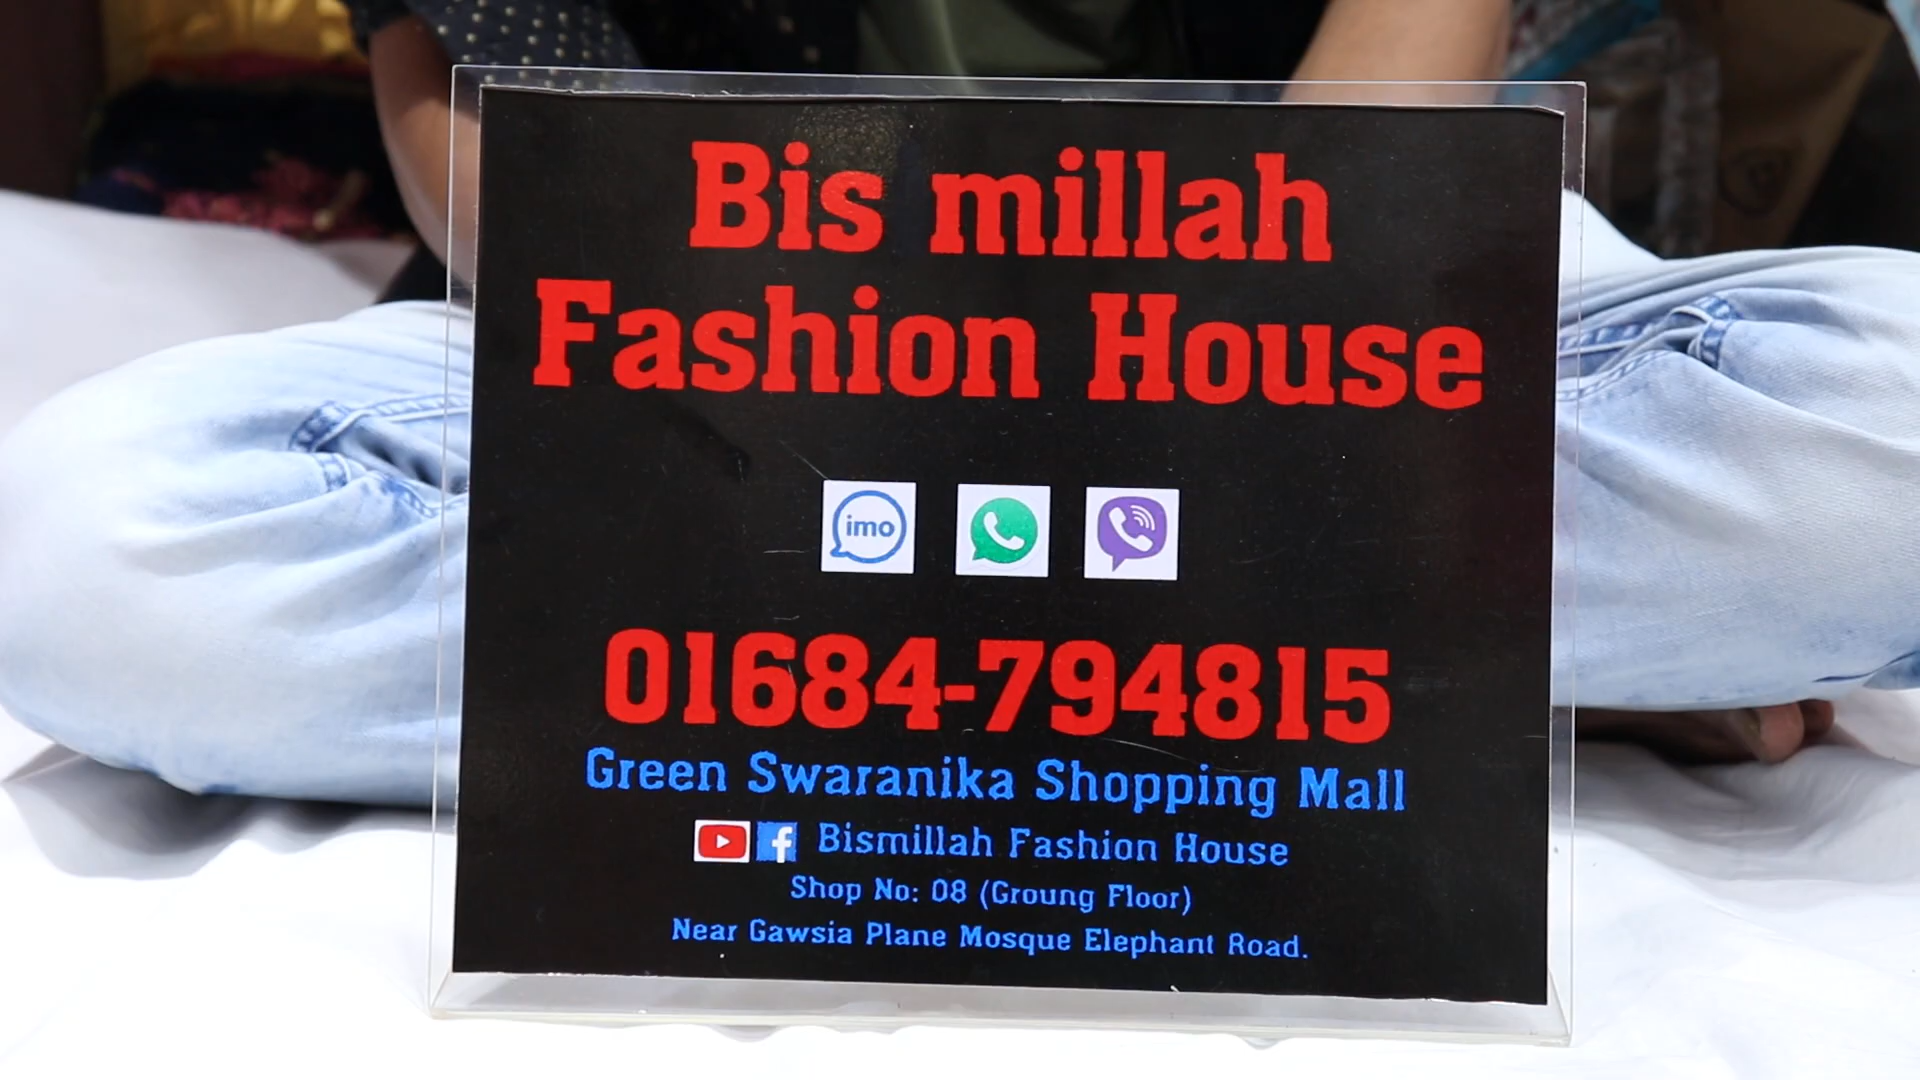 Bis millah
Fashion House
imo
01684-794815
Green Swaranika Shopping Mall
Bismillah Fashion House
Shop No: 08 (Groung Floor)
Near Gawsia Plane Mosque Elephant Road.